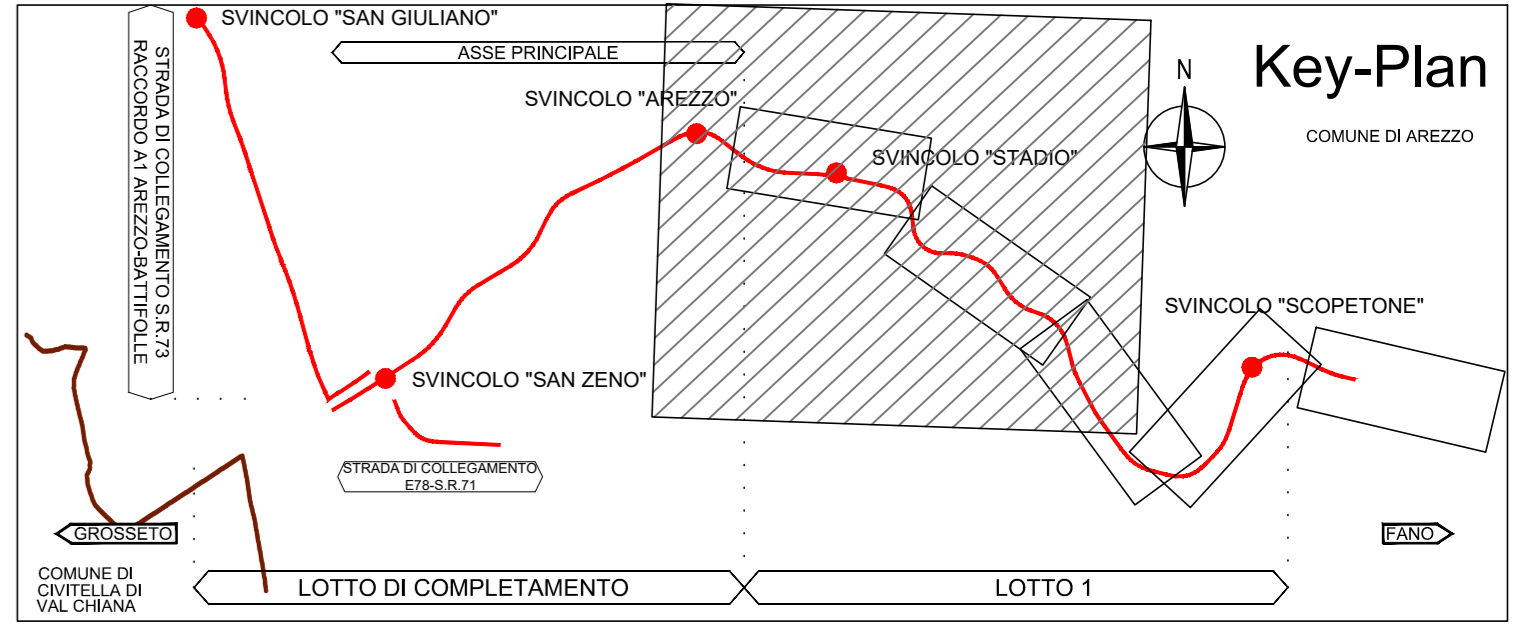 SVINCOLO "SAN GIULIANO"
Key-Plan
STRADA DI COLLEGAMENTO S.R.73
RACCORDO A1 AREZZO-BATTIFOLLE
ASSE PRINCIPALE
N
SVINCOLO "AREZZO"
COMUNE DI AREZZO
SVINCOLO "STADIO"
SVINCOLO "SCOPETONE"
SVINCOLO "SAN ZENO"
STRADA DI COLLEGAMENTO
E78-S.R.71
GROSSETO
FANO
COMUNE DI
CIVITELLA DI
VAL CHIANA
LOTTO DI COMPLETAMENTO
LOTTO 1